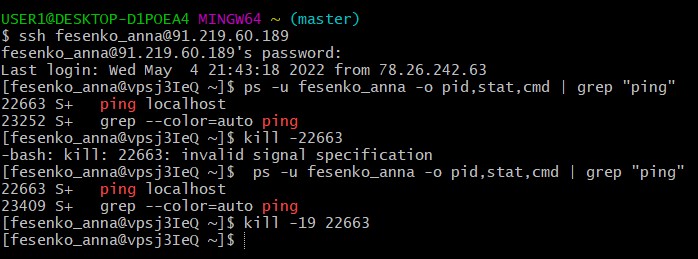 USER1@DESKTOP-D1POEA4 MINGW64 ~ (master)
$ ssh fesenko_anna@91.219.60.189
fesenko_anna@91.219.60.189's password:
Last login: Wed May  4 21:43:18 2022 from 78.26.242.63
[fesenko_anna@vpsj3IeQ ~]$ ps -u fesenko_anna -o pid,stat,cmd | grep "ping"
22663 S+   ping localhost
23252 S+   grep --color=auto ping
[fesenko_anna@vpsj3IeQ ~]$ kill -22663
-bash: kill: 22663: invalid signal specification
[fesenko_anna@vpsj3IeQ ~]$  ps -u fesenko_anna -o pid,stat,cmd | grep "ping"
22663 S+   ping localhost
23409 S+   grep --color=auto ping
[fesenko_anna@vpsj3IeQ ~]$ kill -19 22663
[fesenko_anna@vpsj3IeQ ~]$